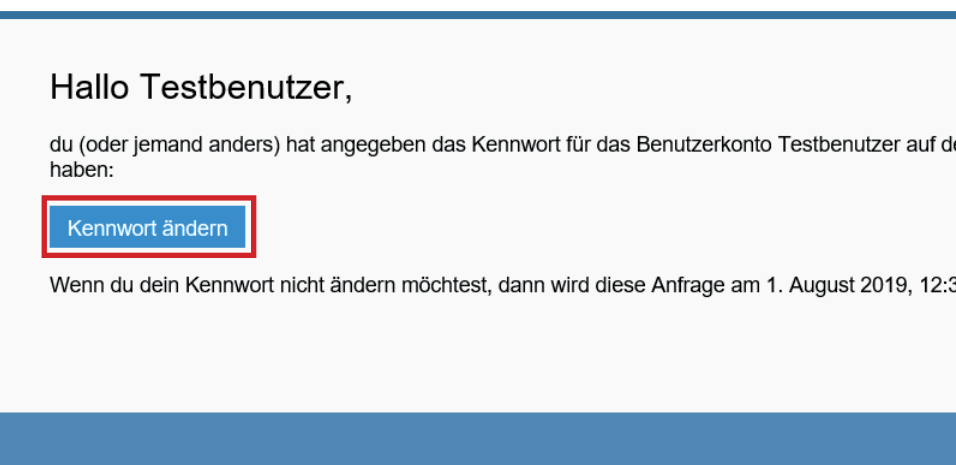 Hallo Testbenutzer,
du (oder jemand anders) hat angegeben das Kennwort für das Benutzerkonto Testbenutzer auf
haben:
Kennwort ändern
Wenn du dein Kennwort nicht ändern möchtest, dann wird diese Anfrage am 1. August 2019,